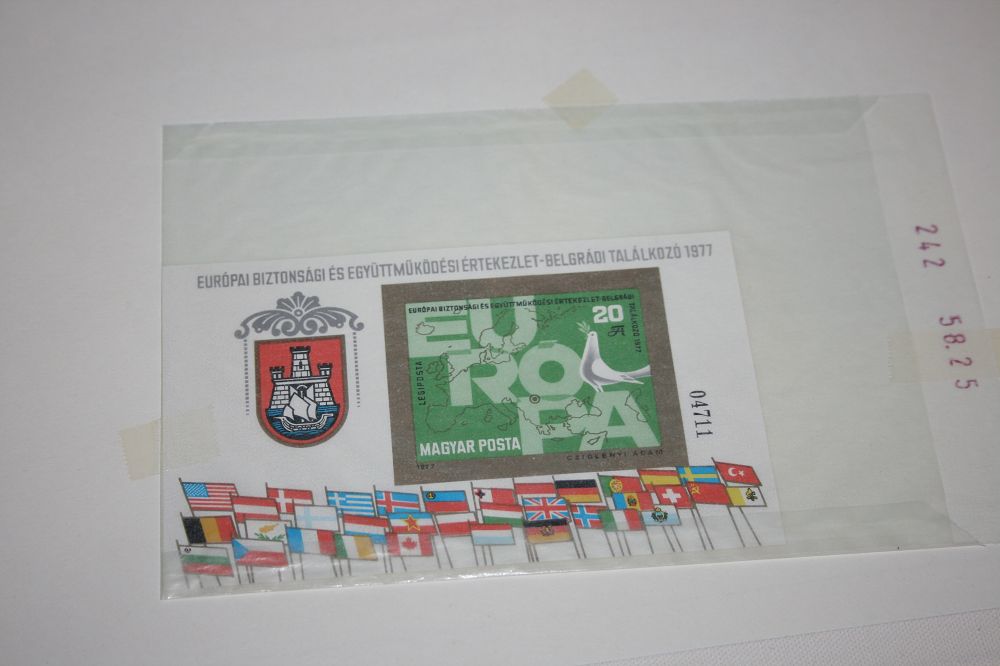 EURÓPAI BIZTONSÁGI ÉS EGYÜTTMŰKÖDÉSI ÉRTEKEZLET-BELGRÁDI TALÁLKOZÓ 1977
EURÓPAI BIZTONSÁGI ÉS EGYÜTTMŰKÖDÉSI ÉRTEKEZLET-BELGRÁDI
TALÁLKOZÓ 1977
20 Ft
EU
RÓ
PA
LÉGIPOSTA
MAGYAR POSTA
1977
CZIGLÉNYI ÁDÁM
04711
242 58.25